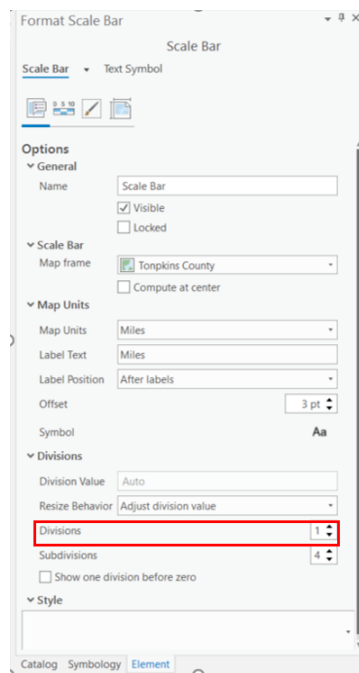 Format Scale Bar
Scale Bar
Scale Bar Text Symbol
Options
General
Name Scale Bar
Visible
Locked
Scale Bar
Map frame Tonpkins County
Compute at center
Map Units
Map Units Miles
Label Text Miles
Label Position After labels
Offset 3 pt
Symbol Aa
Divisions
Division Value Auto
Resize Behavior Adjust division value
Divisions 1
Subdivisions 4
Show one division before zero
Style
Catalog Symbology Element